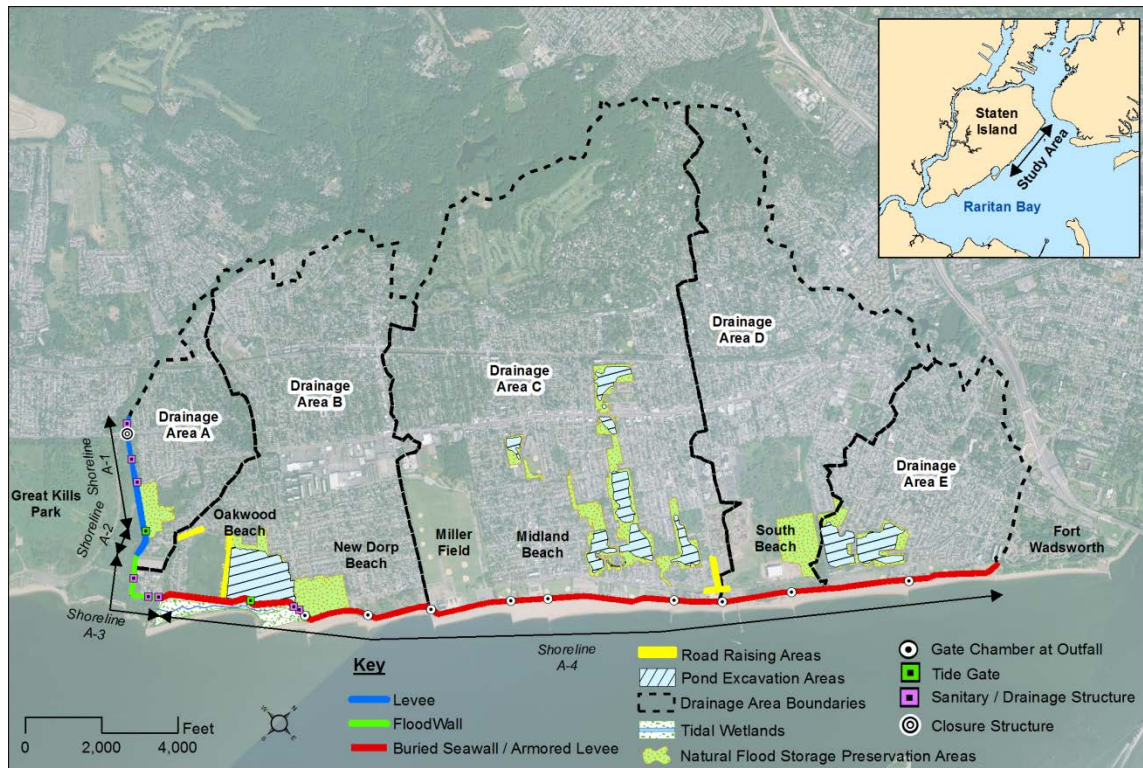 Staten
Island
Study Area
Raritan Bay
Drainage
Area D
Drainage
Area C
Drainage
Area B
Drainage
Area A
Drainage
Area E
Shoreline
A-1
Great Kills
Park
Shoreline
A-2
Oakwood
Beach
New Dorp
Beach
Miller
Field
Midland
Beach
South
Beach
Fort
Wadsworth
Shoreline
A-3
Shoreline
A-4
Key
Levee
FloodWall
Buried Seawall / Armored Levee
Road Raising Areas
Pond Excavation Areas
Drainage Area Boundaries
Tidal Wetlands
Natural Flood Storage Preservation Areas
Gate Chamber at Outfall
Tide Gate
Sanitary / Drainage Structure
Closure Structure
Feet
0 2,000 4,000